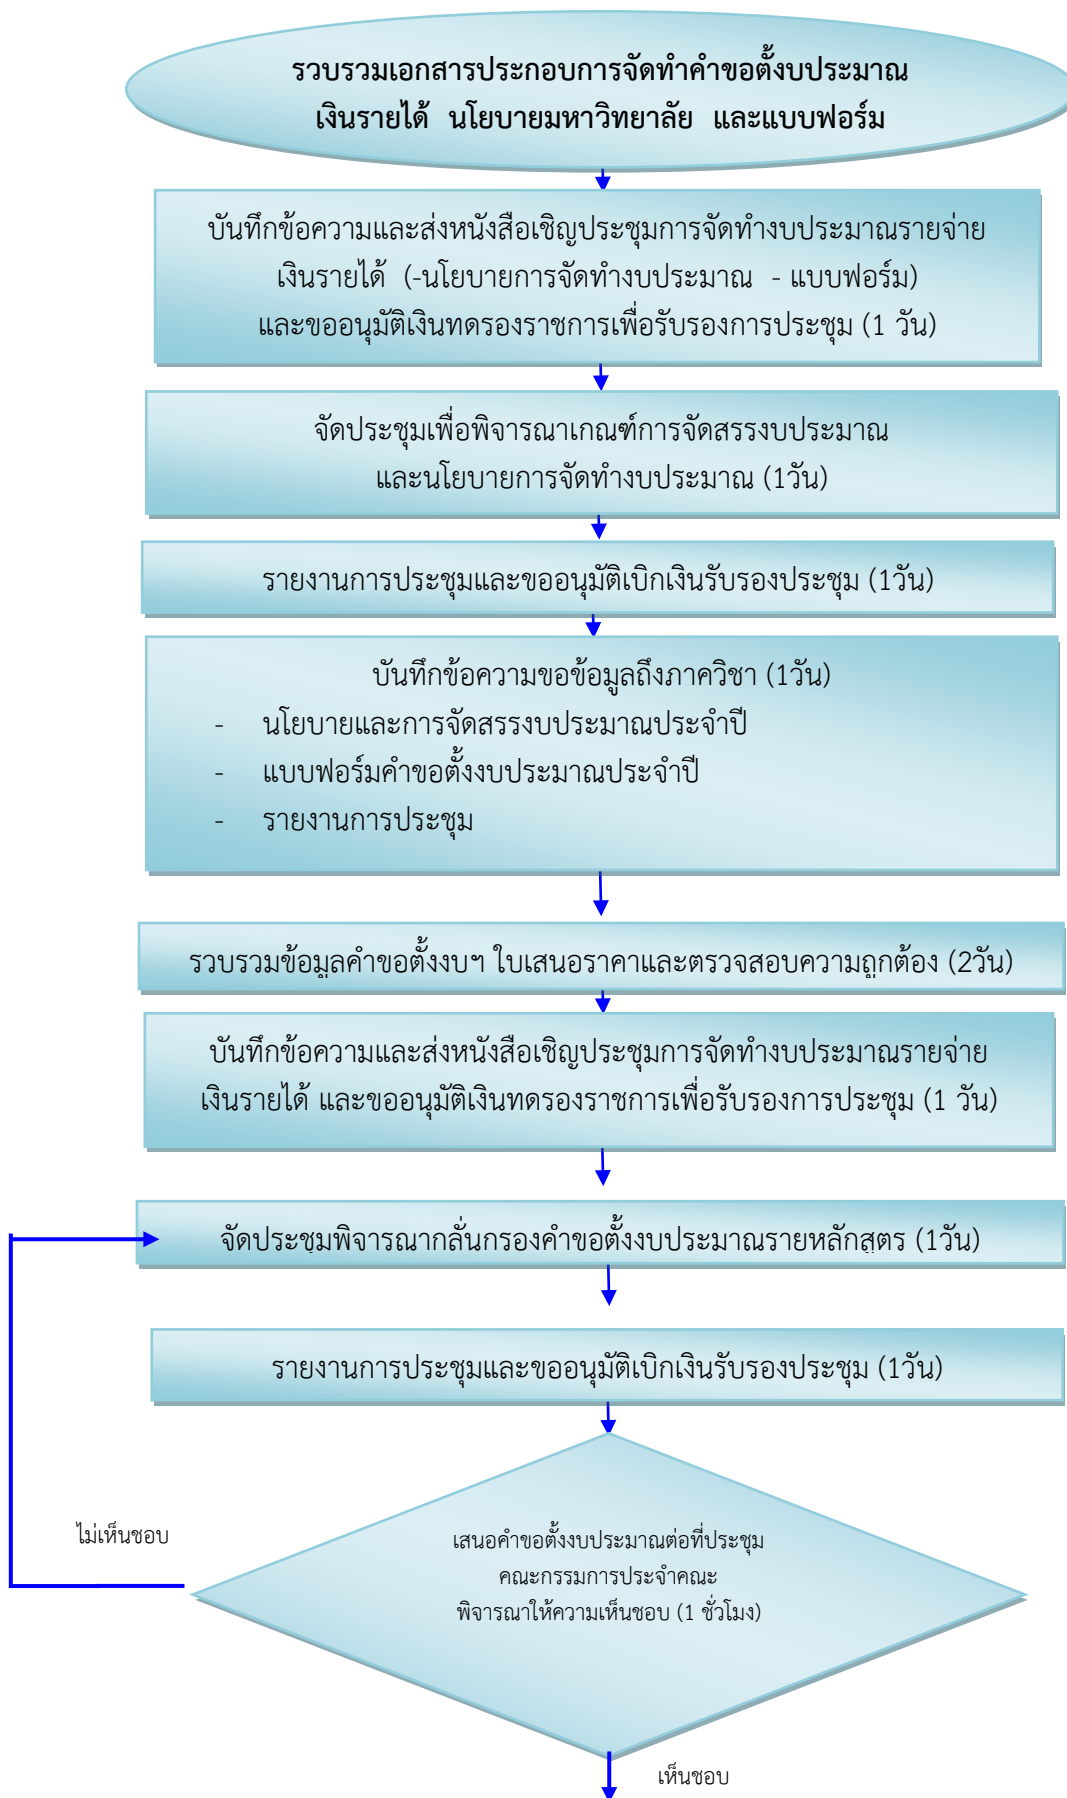 รวบรวมเอกสารประกอบการจัดทำคำขอตั้งบประมาณ
เงินรายได้ นโยบายมหาวิทยาลัย และแบบฟอร์ม
บันทึกข้อความและส่งหนังสือเชิญประชุมการจัดทำงบประมาณรายจ่าย
เงินรายได้ (-นโยบายการจัดทำงบประมาณ - แบบฟอร์ม)
และขออนุมัติเงินทดรองราชการเพื่อรับรองการประชุม (1 วัน)
จัดประชุมเพื่อพิจารณาเกณฑ์การจัดสรรงบประมาณ
และนโยบายการจัดทำงบประมาณ (1วัน)
รายงานการประชุมและขออนุมัติเบิกเงินรับรองประชุม (1วัน)
บันทึกข้อความขอข้อมูลถึงภาควิชา (1วัน)
- นโยบายและการจัดสรรงบประมาณประจำปี
- แบบฟอร์มคำขอตั้งงบประมาณประจำปี
- รายงานการประชุม
รวบรวมข้อมูลคำขอตั้งงบฯ ใบเสนอราคาและตรวจสอบความถูกต้อง (2วัน)
บันทึกข้อความและส่งหนังสือเชิญประชุมการจัดทำงบประมาณรายจ่าย
เงินรายได้ และขออนุมัติเงินทดรองราชการเพื่อรับรองการประชุม (1 วัน)
จัดประชุมพิจารณากลั่นกรองคำขอตั้งงบประมาณรายหลักสูตร (1วัน)
รายงานการประชุมและขออนุมัติเบิกเงินรับรองประชุม (1วัน)
ไม่เห็นชอบ
เสนอคำขอตั้งงบประมาณต่อที่ประชุม
คณะกรรมการประจำคณะ
พิจารณาให้ความเห็นชอบ (1 ชั่วโมง)
เห็นชอบ